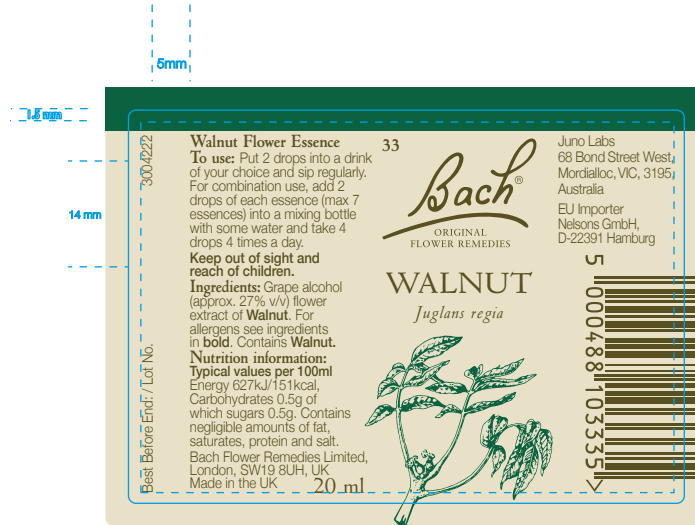 5mm
1.5 mm
14 mm
3004222
Best Before End: / Lot No.
Walnut Flower Essence
To use: Put 2 drops into a drink
of your choice and sip regularly.
For combination use, add 2
drops of each essence (max 7
essences) into a mixing bottle
with some water and take 4
drops 4 times a day.
Keep out of sight and
reach of children.
Ingredients: Grape alcohol
(approx. 27% v/v) flower
extract of Walnut. For
allergens see ingredients
in bold. Contains Walnut.
Nutrition information:
Typical values per 100ml
Energy 627kJ/151kcal,
Carbohydrates 0.5g of
which sugars 0.5g. Contains
negligible amounts of fat,
saturates, protein and salt.
Bach Flower Remedies Limited,
London, SW19 8UH, UK
Made in the UK
20 ml
33
Bach®
ORIGINAL
FLOWER REMEDIES
WALNUT
Juglans regia
Juno Labs
68 Bond Street West,
Mordialloc, VIC, 3195,
Australia
EU Importer
Nelsons GmbH,
D-22391 Hamburg
5 000488 103335 >